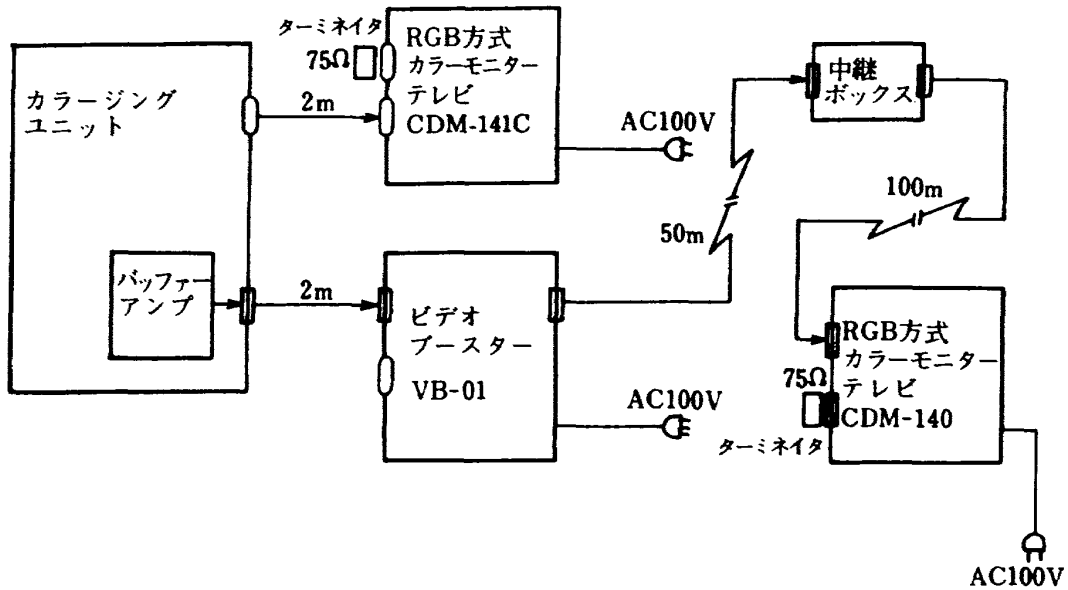 カラージング
ユニット
バッファー
アンプ
2m
2m
ターミネイタ
75Ω
RGB方式
カラーモニター
テレビ
CDM-141C
AC100V
ビデオ
ブースター
VB-01
AC100V
50m
中継
ボックス
100m
RGB方式
カラーモニター
テレビ
CDM-140
75Ω
ターミネイタ
AC100V